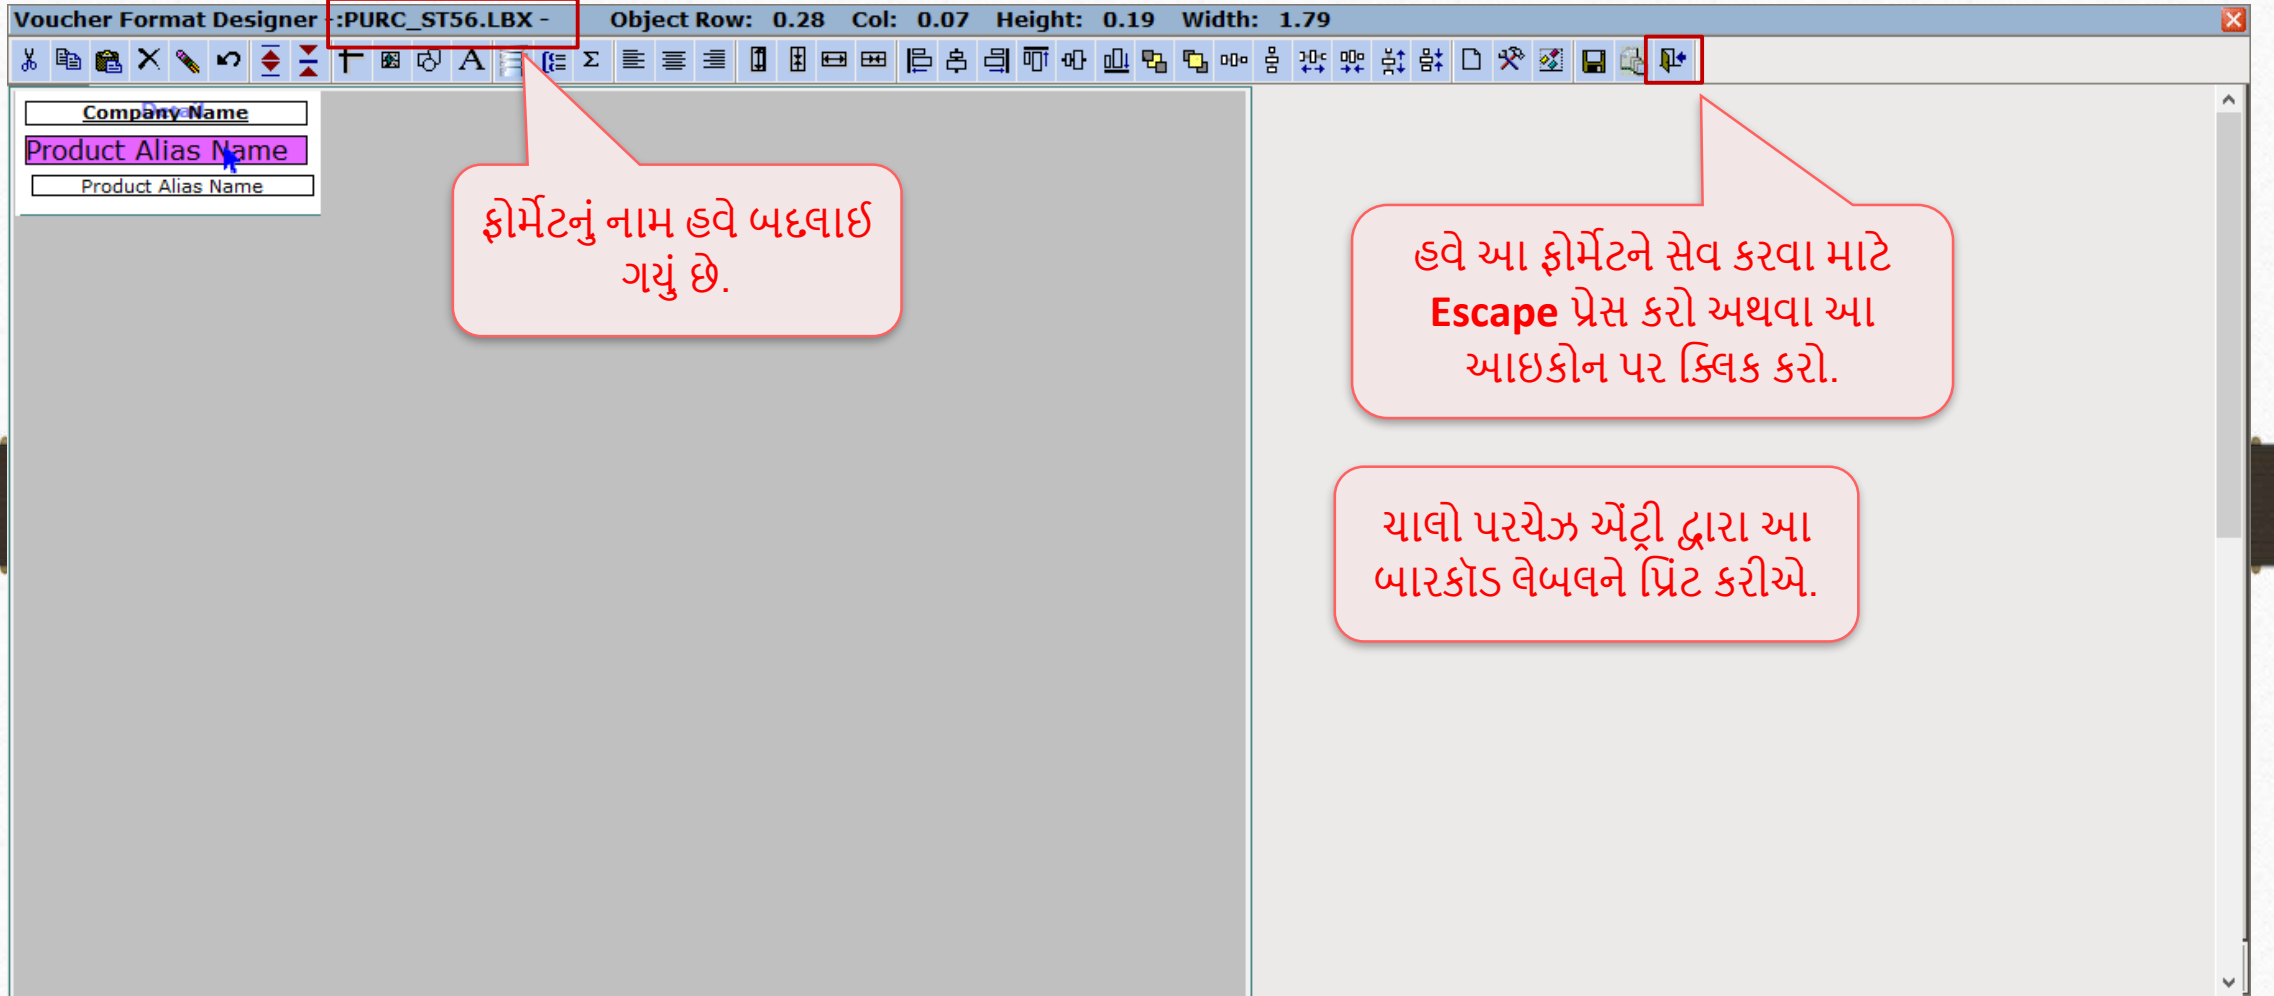 Voucher Format Designer -:PURC_ST56.LBX - Object Row: 0.28 Col: 0.07 Height: 0.19 Width: 1.79
Company Name
Product Alias Name
Product Alias Name
ફોર્મેટનું નામ હવે બદલાઈ
ગયું છે.
હવે આ ફોર્મેટને સેવ કરવા માટે
Escape પ્રેસ કરો અથવા આ
આઇકોન પર ક્લિક કરો.
ચાલો પરચેઝ એંટ્રી દ્વારા આ
બારકૉડ લેબલને પ્રિંટ કરીએ.